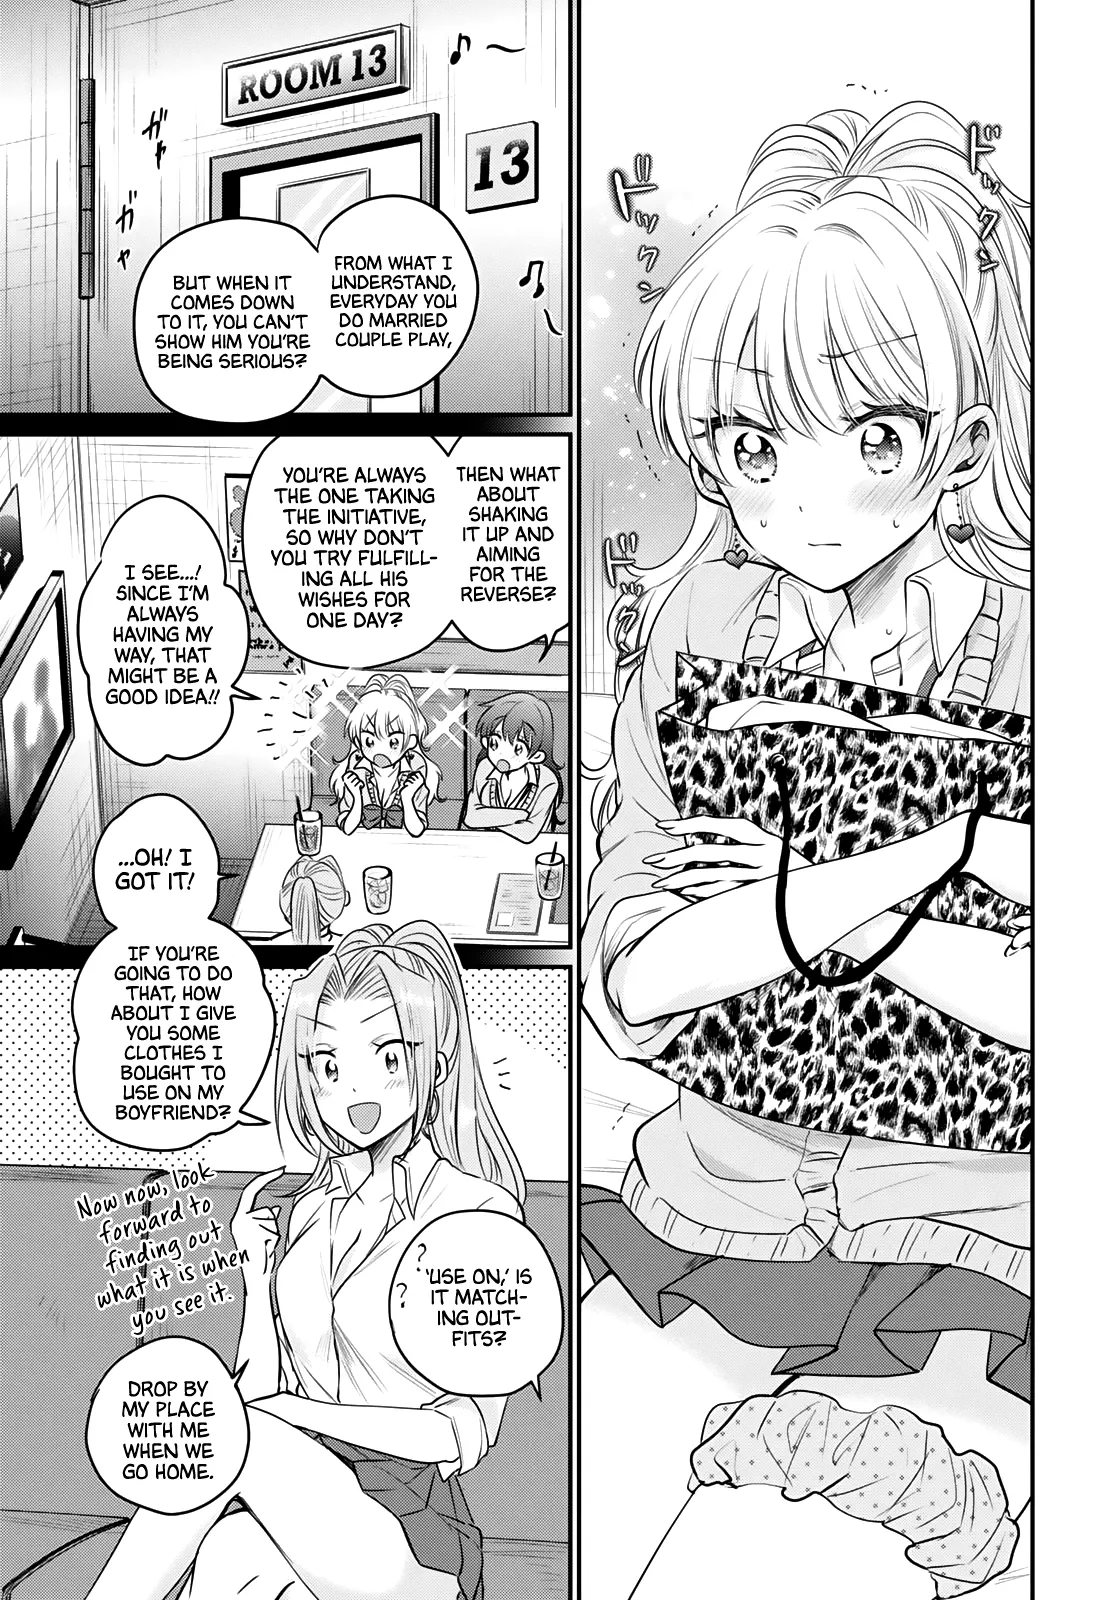 ドックン
ドックン
ドックン
ROOM 13
13
ガヤ
ガヤ
FROM WHAT I
UNDERSTAND,
EVERYDAY YOU
DO MARRIED
COUPLE PLAY,
BUT WHEN IT
COMES DOWN
TO IT, YOU CAN'T
SHOW HIM YOU'RE
BEING SERIOUS?
THEN WHAT
ABOUT
SHAKING
IT UP AND
AIMING
FOR THE
REVERSE?
YOU'RE ALWAYS
THE ONE TAKING
THE INITIATIVE,
SO WHY DON'T
YOU TRY FULFILL-
ING ALL HIS
WISHES FOR
ONE DAY?
I SEE...!
SINCE I'M
ALWAYS
HAVING MY
WAY, THAT
MIGHT BE A
GOOD IDEA!!
...OH! I
GOT IT!
IF YOU'RE
GOING TO DO
THAT, HOW
ABOUT I GIVE
YOU SOME
CLOTHES I
BOUGHT TO
USE ON MY
BOYFRIEND?
Now now, look
forward to
finding out
what it is when
you see it.
?
?
'USE ON,' IS
IT MATCH-
ING OUT-
FITS?
DROP BY
MY PLACE
WITH ME
WHEN WE
GO HOME.